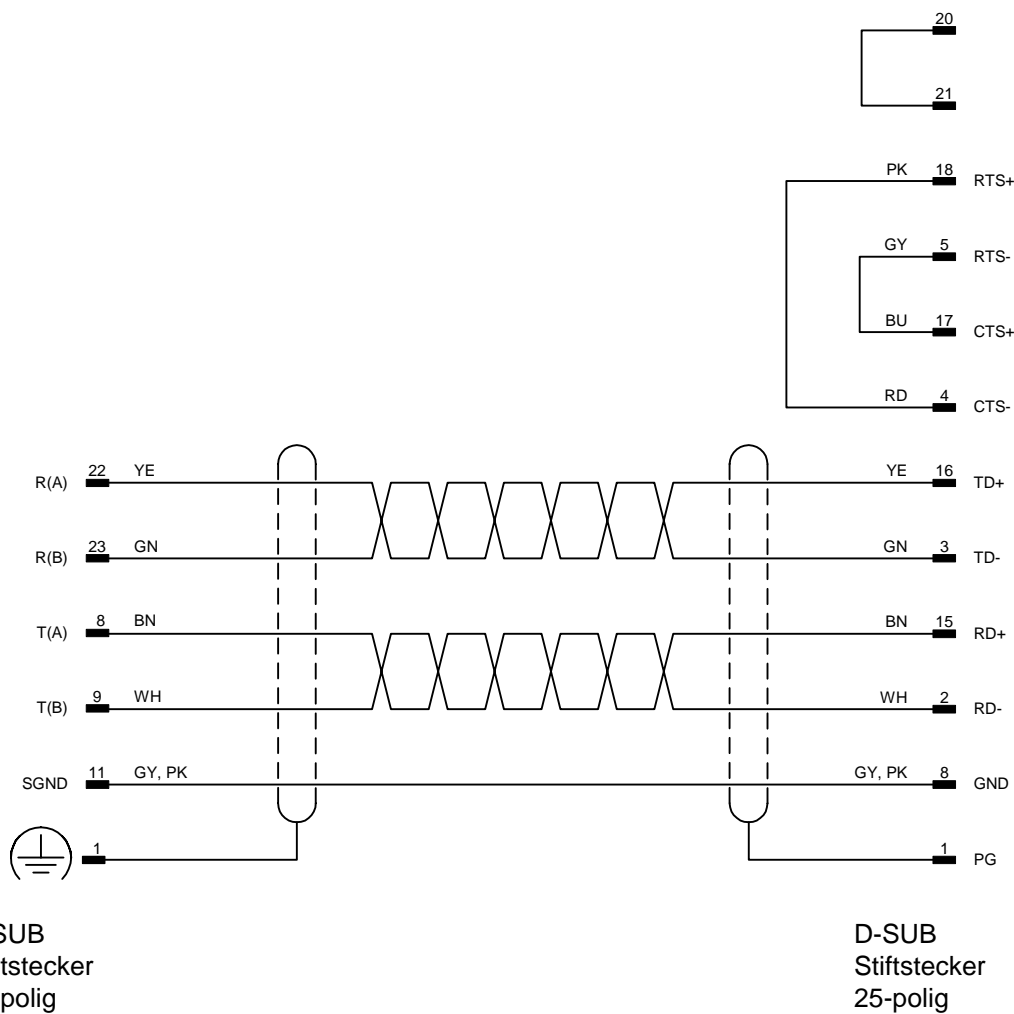 20
21
PK 18 RTS+
GY 5 RTS-
BU 17 CTS+
RD 4 CTS-
R(A) 22 YE YE 16 TD+
R(B) 23 GN GN 3 TD-
T(A) 8 BN BN 15 RD+
T(B) 9 WH WH 2 RD-
SGND 11 GY, PK GY, PK 8 GND
1 1 PG
SUB D-SUB
tstecker Stiftstecker
polig 25-polig